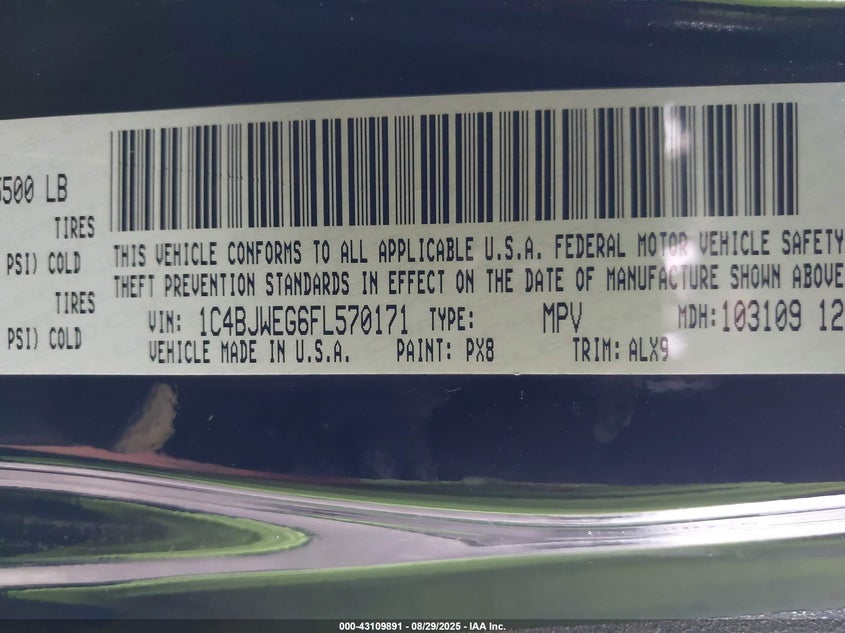 5500 LB
TIRES
PSI) COLD
TIRES
PSI) COLD
THIS VEHICLE CONFORMS TO ALL APPLICABLE U.S.A. FEDERAL MOTOR VEHICLE SAFETY
THEFT PREVENTION STANDARDS IN EFFECT ON THE DATE OF MANUFACTURE SHOWN ABOVE
VIN: 1C4BJWEG6FL570171 TYPE: MPV MDH: 103109 12
VEHICLE MADE IN U.S.A. PAINT: PX8 TRIM: ALX9
000-43109891 - 08/29/2025 - IAA Inc.